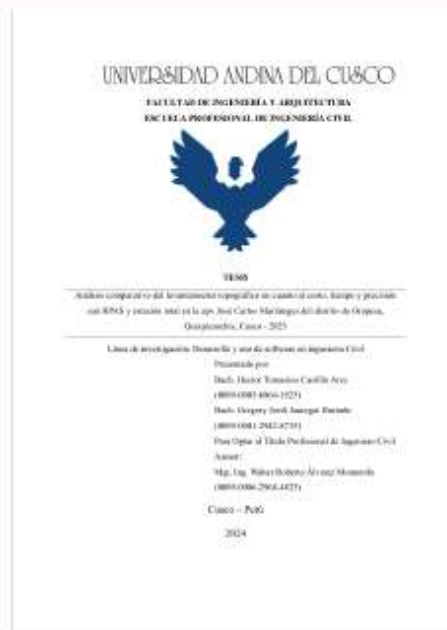 UNIVERSIDAD ANDINA DEL CUSCO
FACULTAD DE INGENIERÍA Y ARQUITECTURA
ESCUELA PROFESIONAL DE INGENIERÍA CIVIL
TESIS
Análisis comparativo del levantamiento topográfico en cuanto al costo, tiempo y precisión
con RPAS y estación total en la apv José Carlos Mariátegui del distrito de Oropesa,
Quispicanchis, Cusco - 2023
Línea de investigación: Desarrollo y uso de software en ingeniería Civil
Presentado por:
Bach. Hector Castillo
Bach. Gregory Jordi Jauregui Hurtado
Para Optar al Título Profesional de Ingeniero Civil
Asesor:
Mgt. Ing. Walter Roberto Álvarez
Cusco – Perú
2024